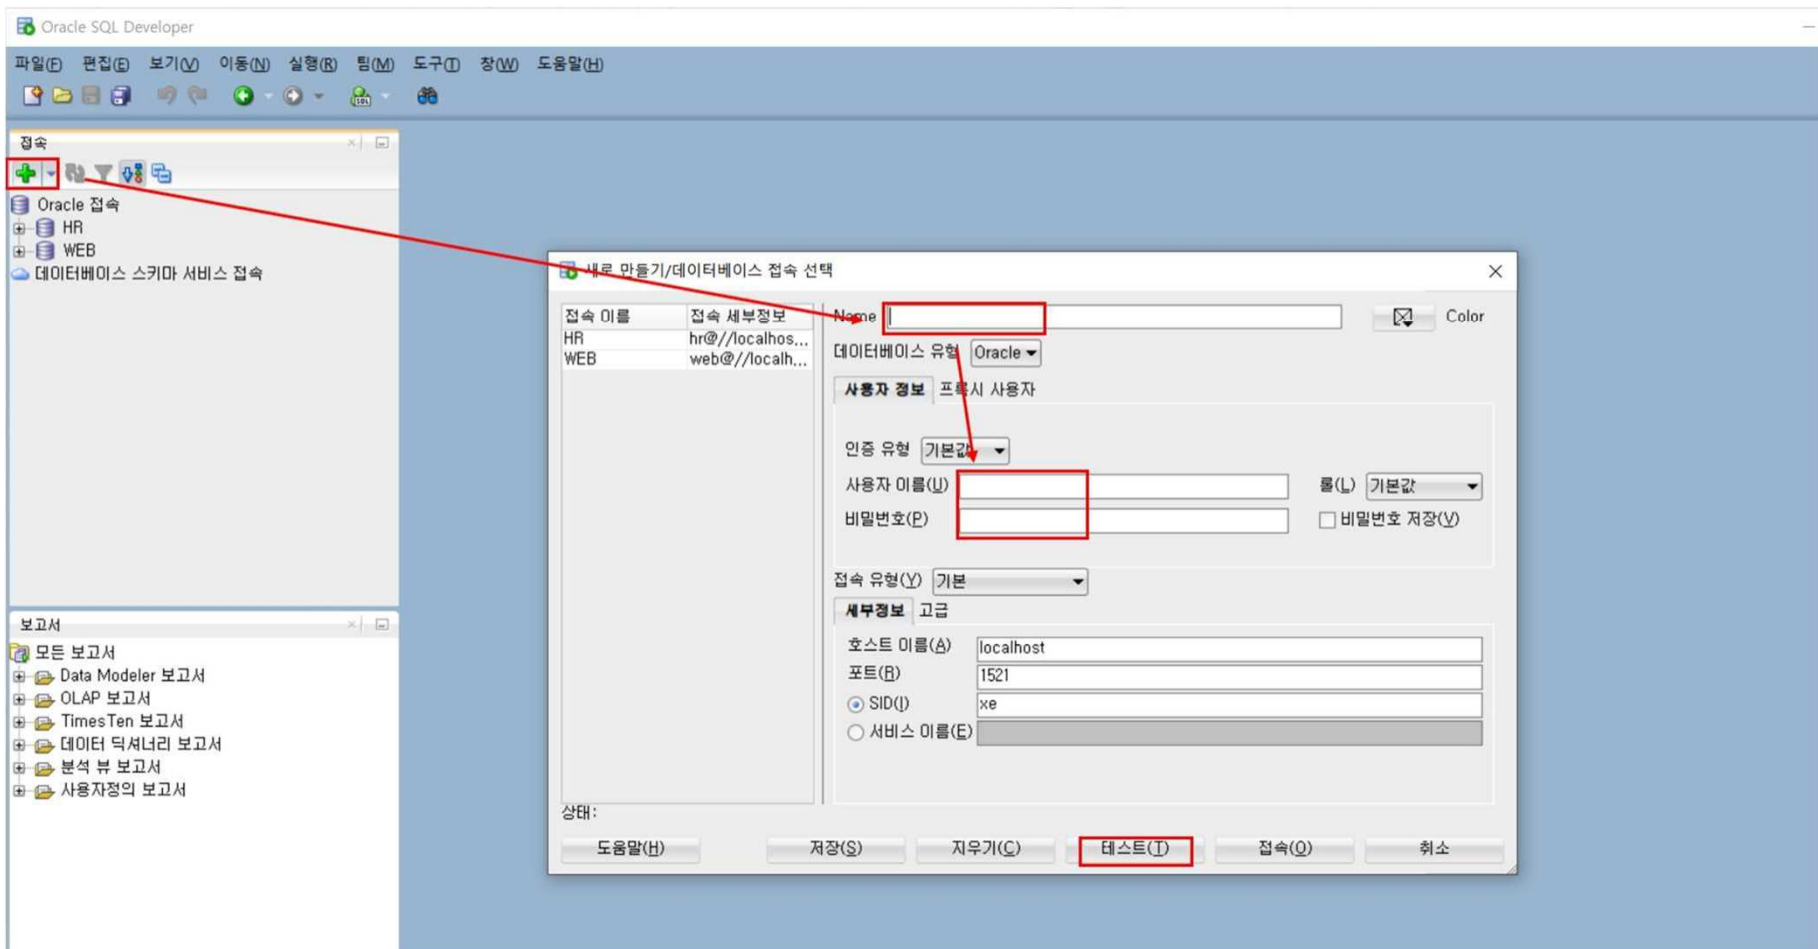 Oracle SQL Developer
파일(F) 편집(E) 보기(V) 이동(N) 실행(R) 팀(M) 도구(T) 창(W) 도움말(H)
접속
Oracle 접속
HR
WEB
데이터베이스 스키마 서비스 접속
보고서
모든 보고서
Data Modeler 보고서
OLAP 보고서
TimesTen 보고서
데이터 딕셔너리 보고서
분석 뷰 보고서
사용자정의 보고서
새로 만들기/데이터베이스 접속 선택
접속 이름 접속 세부정보
HR hr@//localhos...
WEB web@//localh...
Name Color
데이터베이스 유형 Oracle
사용자 정보 프록시 사용자
인증 유형 기본값
사용자 이름(U) 롤(L) 기본값
비밀번호(P) 비밀번호 저장(V)
접속 유형(Y) 기본
세부정보 고급
호스트 이름(A) localhost
포트(R) 1521
SID(I) xe
서비스 이름(E)
상태:
도움말(H) 저장(S) 지우기(C) 테스트(T) 접속(O) 취소